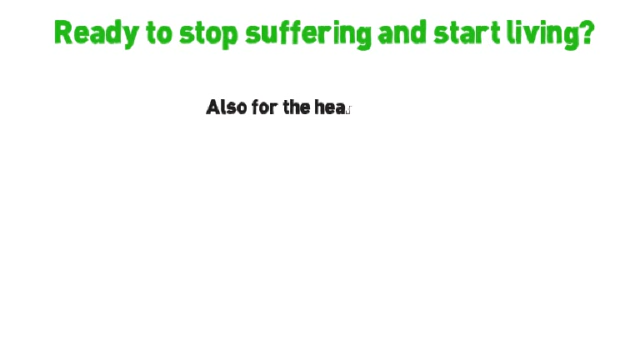 Ready to stop suffering and start living?
Also for the hea